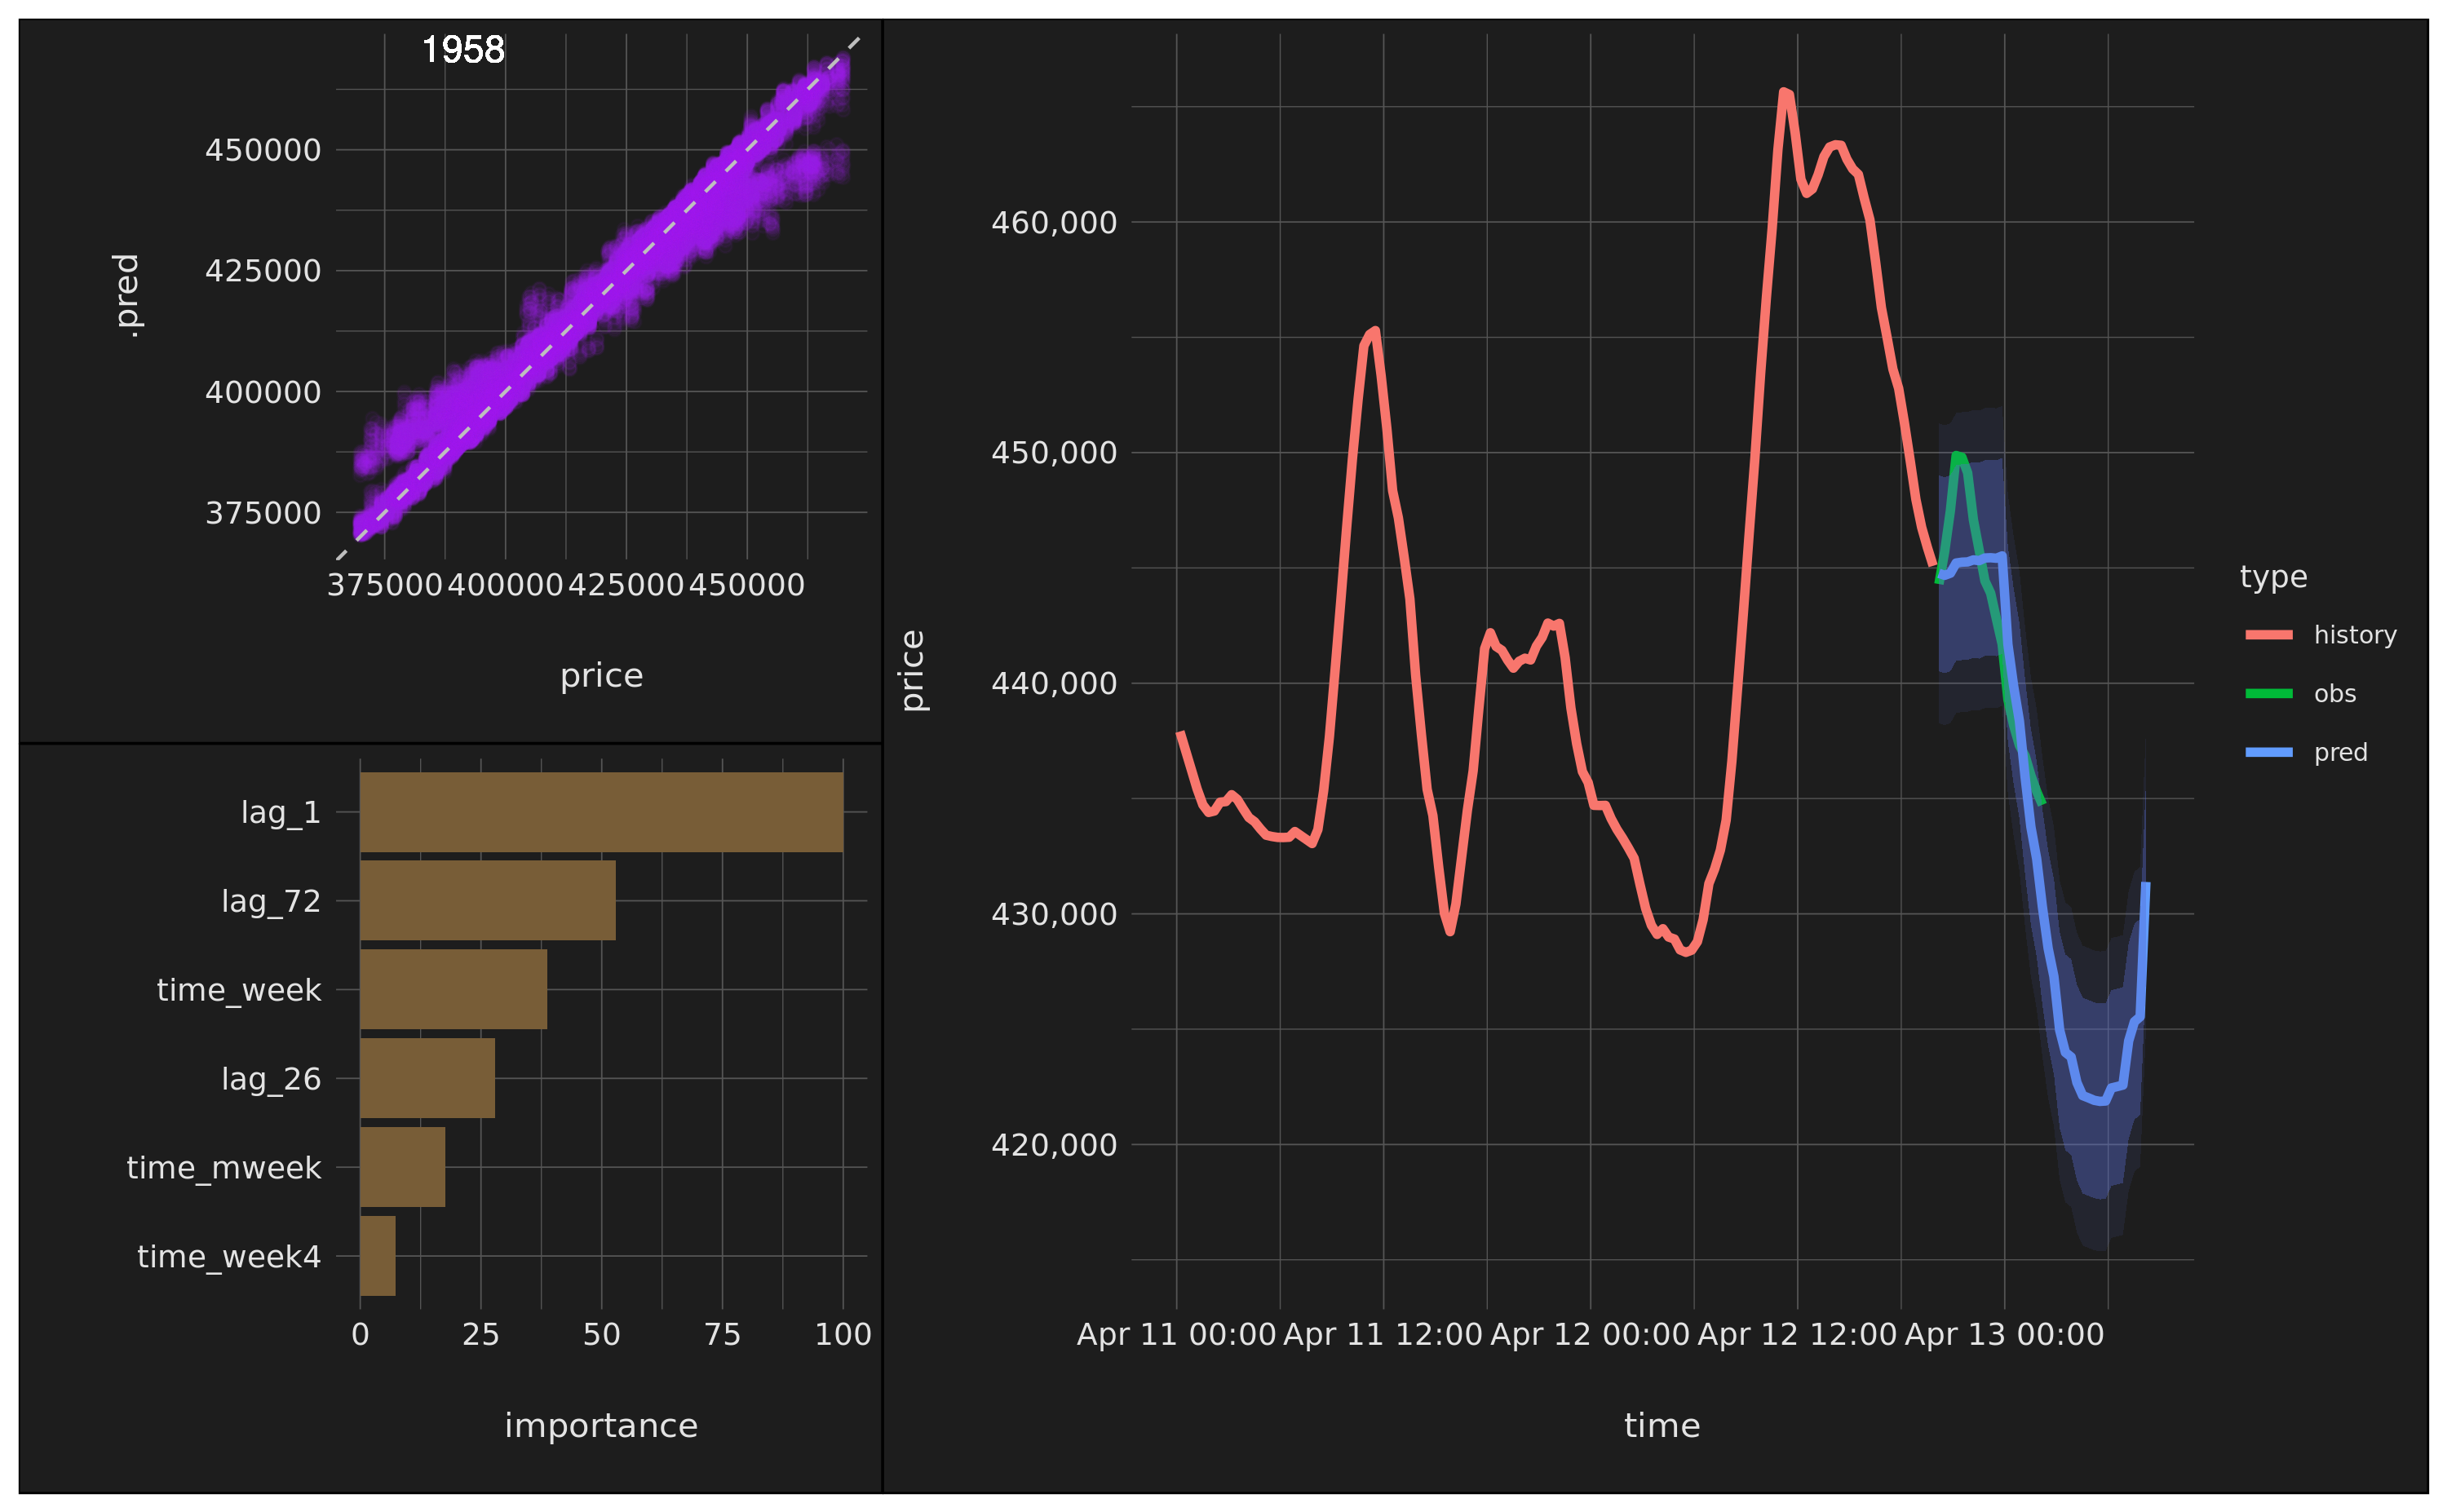 1958
.pred
450000
425000
400000
375000
375000 400000 425000 450000
price
lag_1
lag_72
time_week
lag_26
time_mweek
time_week4
0 25 50 75 100
importance
price
460,000
450,000
440,000
430,000
420,000
Apr 11 00:00 Apr 11 12:00 Apr 12 00:00 Apr 12 12:00 Apr 13 00:00
time
type
history
obs
pred